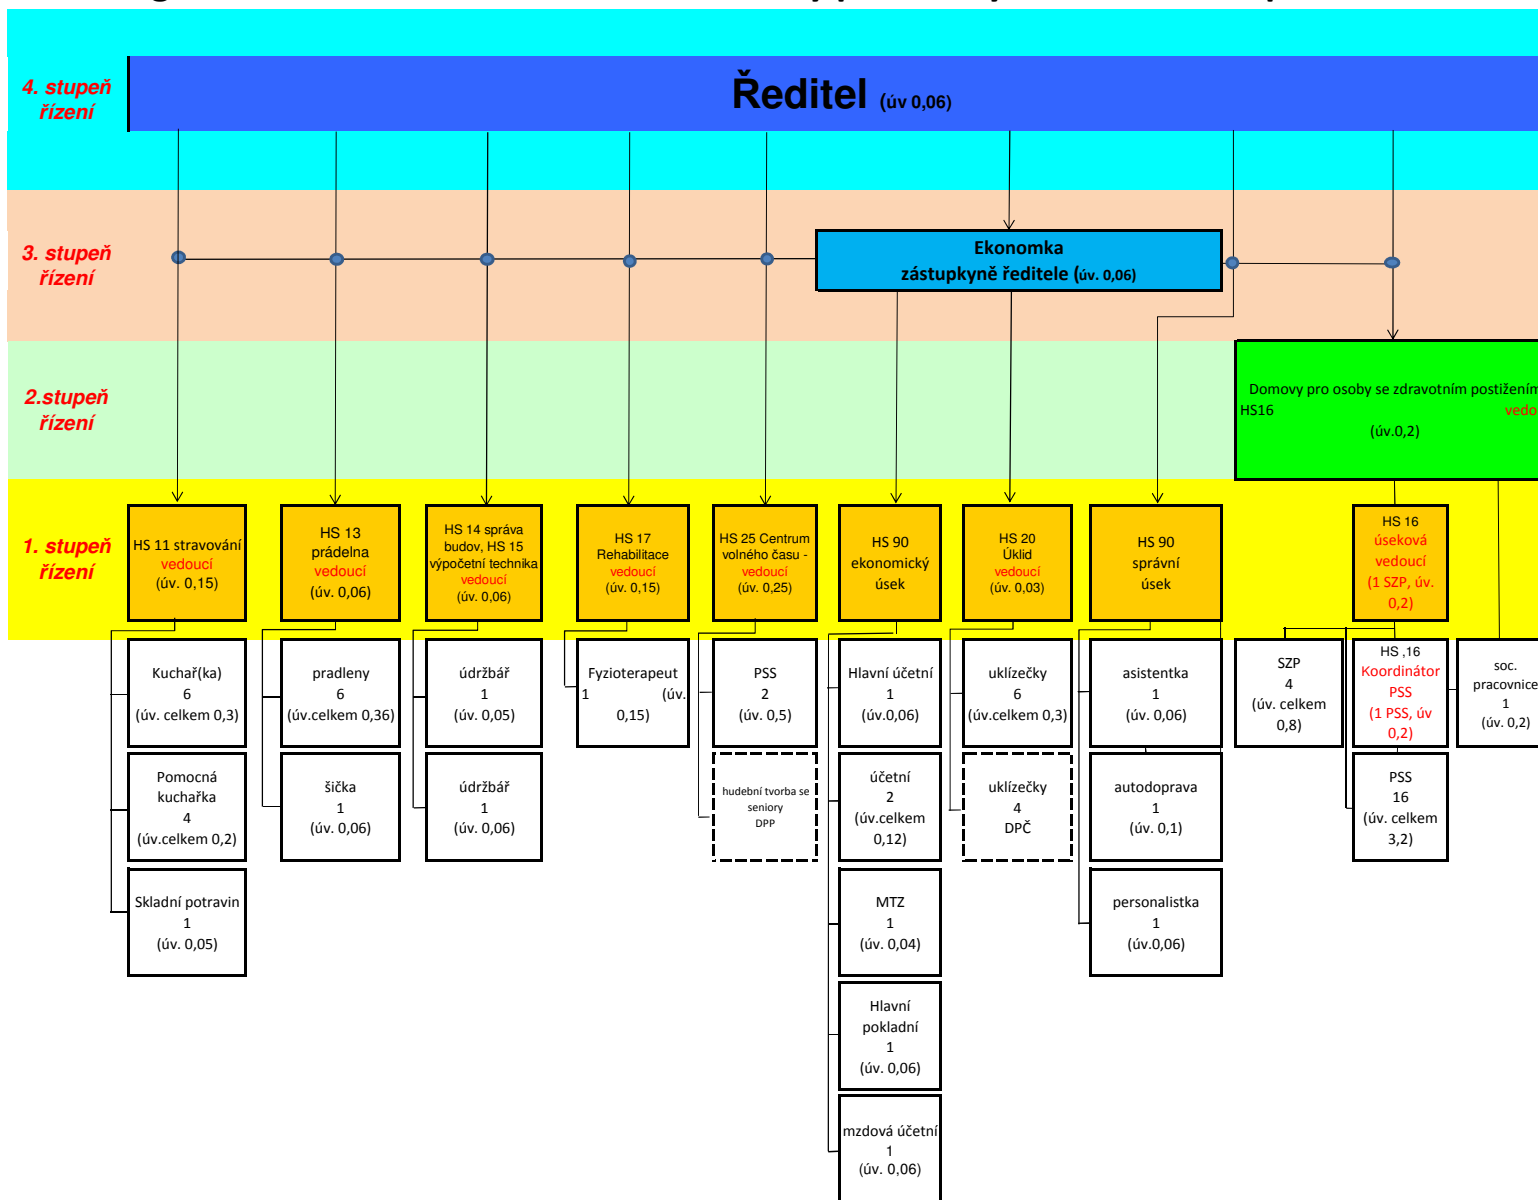 4. stupeň
řízení
Ředitel (úv 0,06)
3. stupeň
řízení
Ekonomka
zástupkyně ředitele (úv. 0,06)
2.stupeň
řízení
Domovy pro osoby se zdravotním postižením
HS16 vedo
(úv.0,2)
1. stupeň
řízení
HS 11 stravování
vedoucí
(úv. 0,15)
HS 13
prádelna
vedoucí
(úv. 0,06)
HS 14 správa
budov, HS 15
výpočetní technika
vedoucí
(úv. 0,06)
HS 17
Rehabilitace
vedoucí
(úv. 0,15)
HS 25 Centrum
volného času -
vedoucí
(úv. 0,25)
HS 90
ekonomický
úsek
HS 20
Úklid
vedoucí
(úv. 0,03)
HS 90
správní
úsek
HS 16
úseková
vedoucí
(1 SZP, úv.
0,2)
Kuchař(ka)
6
(úv. celkem 0,3)
pradleny
6
(úv.celkem 0,36)
údržbář
1
(úv. 0,05)
Fyzioterapeut
1 (úv.
0,15)
PSS
2
(úv. 0,5)
Hlavní účetní
1
(úv.0,06)
uklízečky
6
(úv.celkem 0,3)
asistentka
1
(úv. 0,06)
SZP
4
(úv. celkem
0,8)
HS ,16
Koordinátor
PSS
(1 PSS, úv
0,2)
soc.
pracovnice
1
(úv. 0,2)
Pomocná
kuchařka
4
(úv.celkem 0,2)
šička
1
(úv. 0,06)
údržbář
1
(úv. 0,06)
hudební tvorba se
seniory
DPP
účetní
2
(úv.celkem
0,12)
uklízečky
4
DPČ
autodoprava
1
(úv. 0,1)
PSS
16
(úv. celkem
3,2)
Skladní potravin
1
(úv. 0,05)
MTZ
1
(úv. 0,04)
personalistka
1
(úv.0,06)
Hlavní
pokladní
1
(úv. 0,06)
mzdová účetní
1
(úv. 0,06)